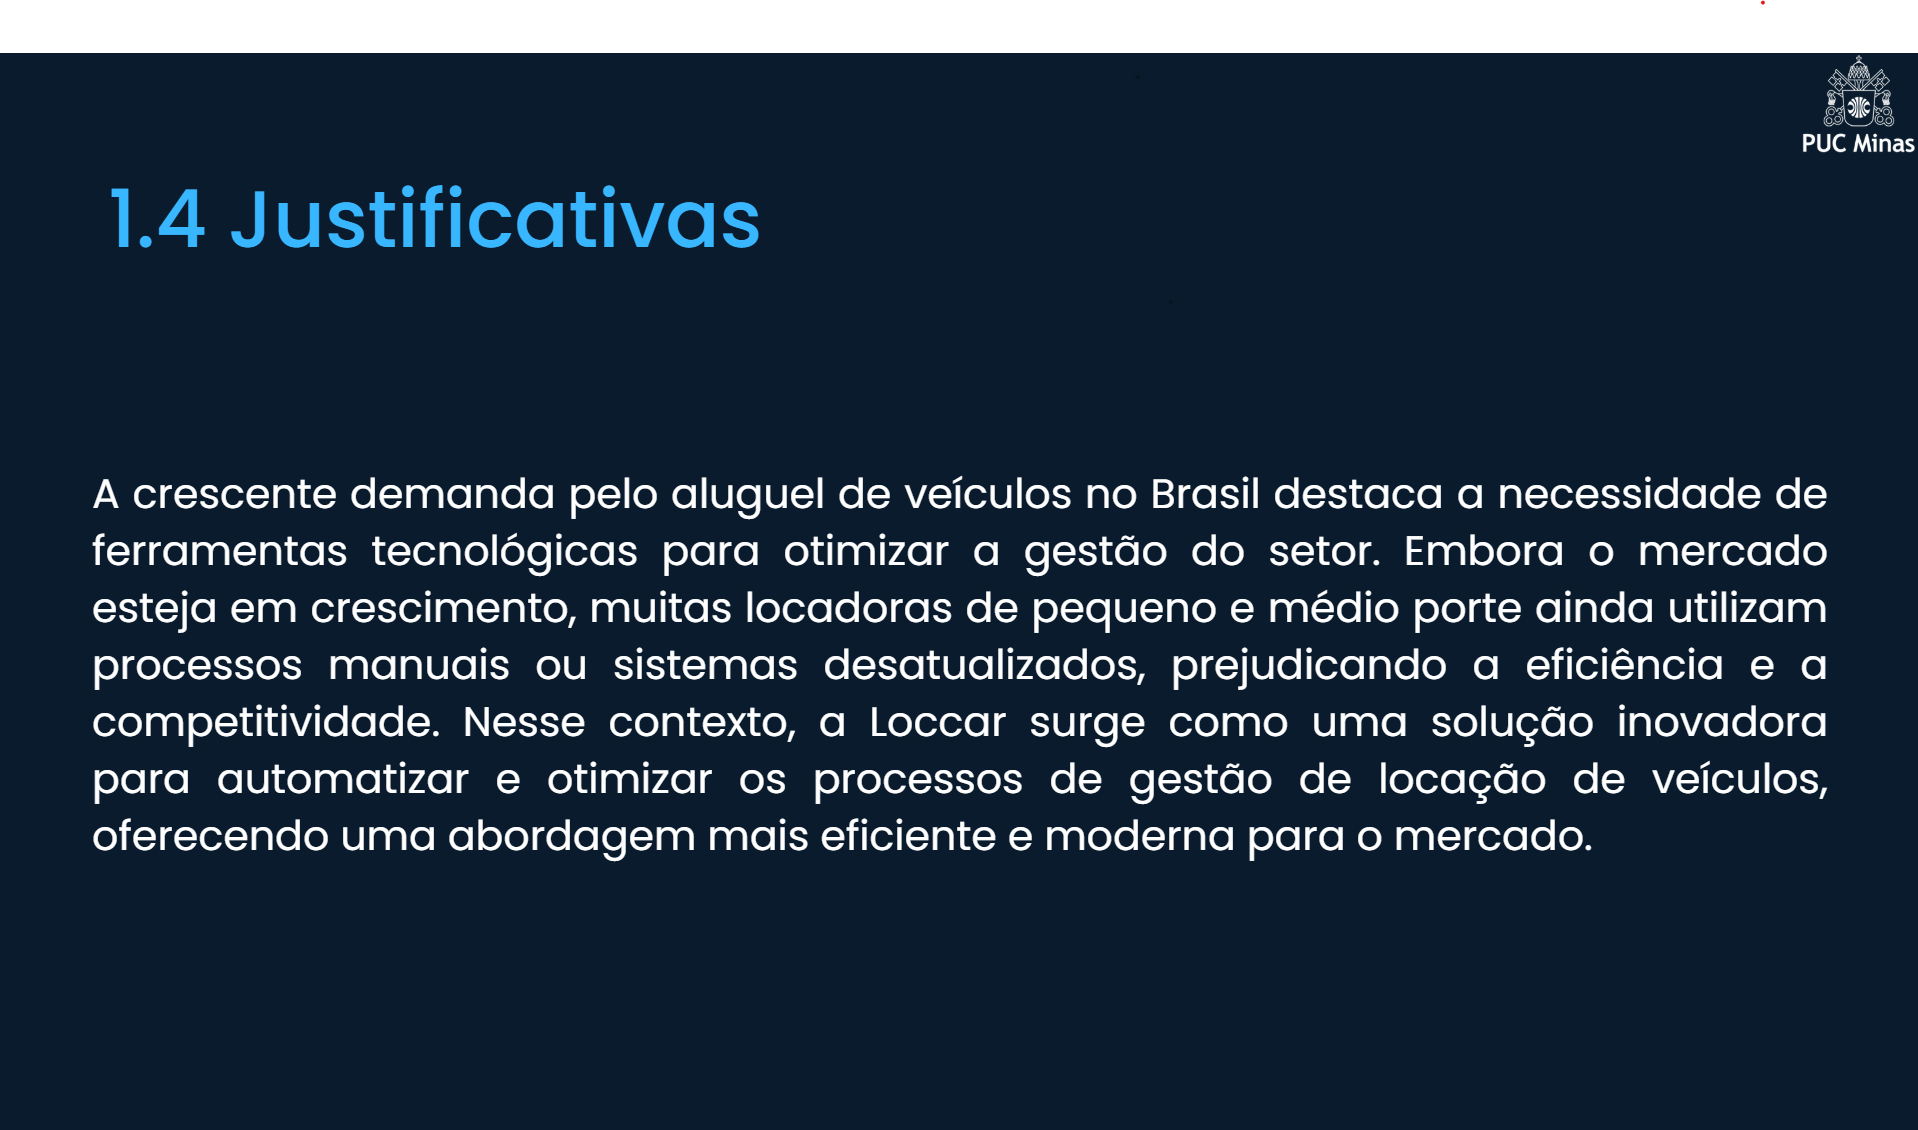 PUC Minas
1.4 Justificativas
A crescente demanda pelo aluguel de veículos no Brasil destaca a necessidade de
ferramentas tecnológicas para otimizar a gestão do setor. Embora o mercado
esteja em crescimento, muitas locadoras de pequeno e médio porte ainda utilizam
processos manuais ou sistemas desatualizados, prejudicando a eficiência e a
competitividade. Nesse contexto, a Loccar surge como uma solução inovadora
para automatizar e otimizar os processos de gestão de locação de veículos,
oferecendo uma abordagem mais eficiente e moderna para o mercado.